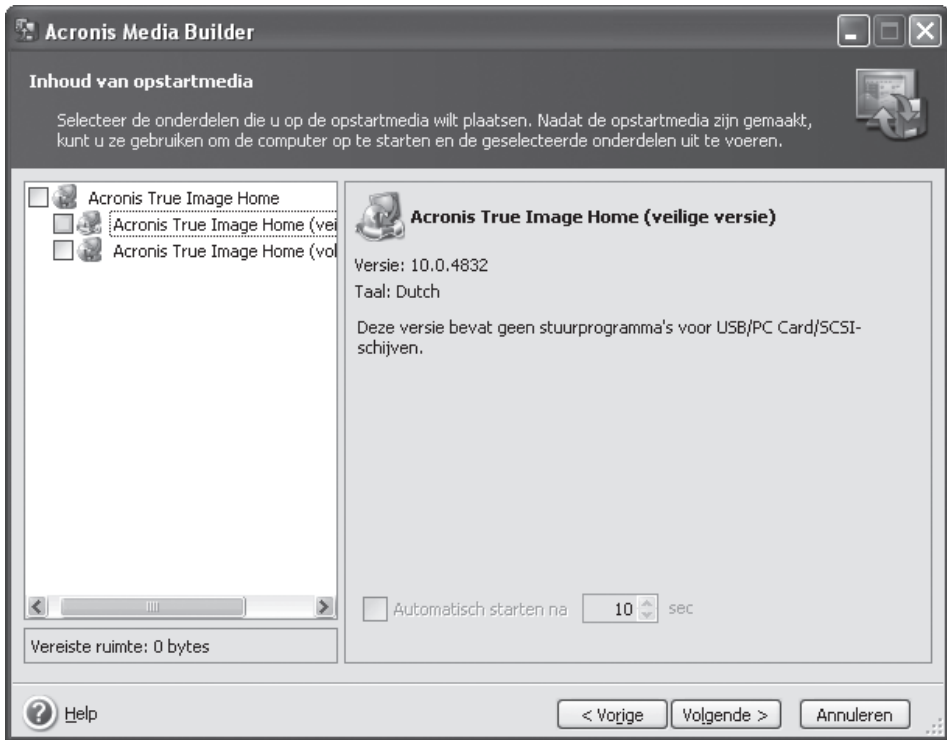 Acronis Media Builder
Inhoud van opstartmedia
Selecteer de onderdelen die u op de opstartmedia wilt plaatsen. Nadat de opstartmedia zijn gemaakt,
kunt u ze gebruiken om de computer op te starten en de geselecteerde onderdelen uit te voeren.
Acronis True Image Home
Acronis True Image Home (vei
Acronis True Image Home (vol
Vereiste ruimte: 0 bytes
Acronis True Image Home (veilige versie)
Versie: 10.0.4832
Taal: Dutch
Deze versie bevat geen stuurprogramma's voor USB/PC Card/SCSI-
schijven.
Automatisch starten na 10 sec
Help
< Vorige
Volgende >
Annuleren